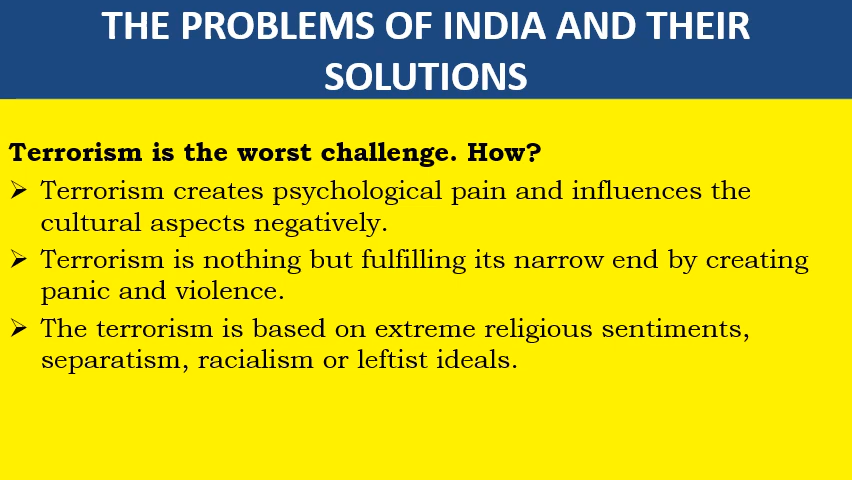 THE PROBLEMS OF INDIA AND THEIR
SOLUTIONS
Terrorism is the worst challenge. How?
➢ Terrorism creates psychological pain and influences the
cultural aspects negatively.
➢ Terrorism is nothing but fulfilling its narrow end by creating
panic and violence.
➢ The terrorism is based on extreme religious sentiments,
separatism, racialism or leftist ideals.